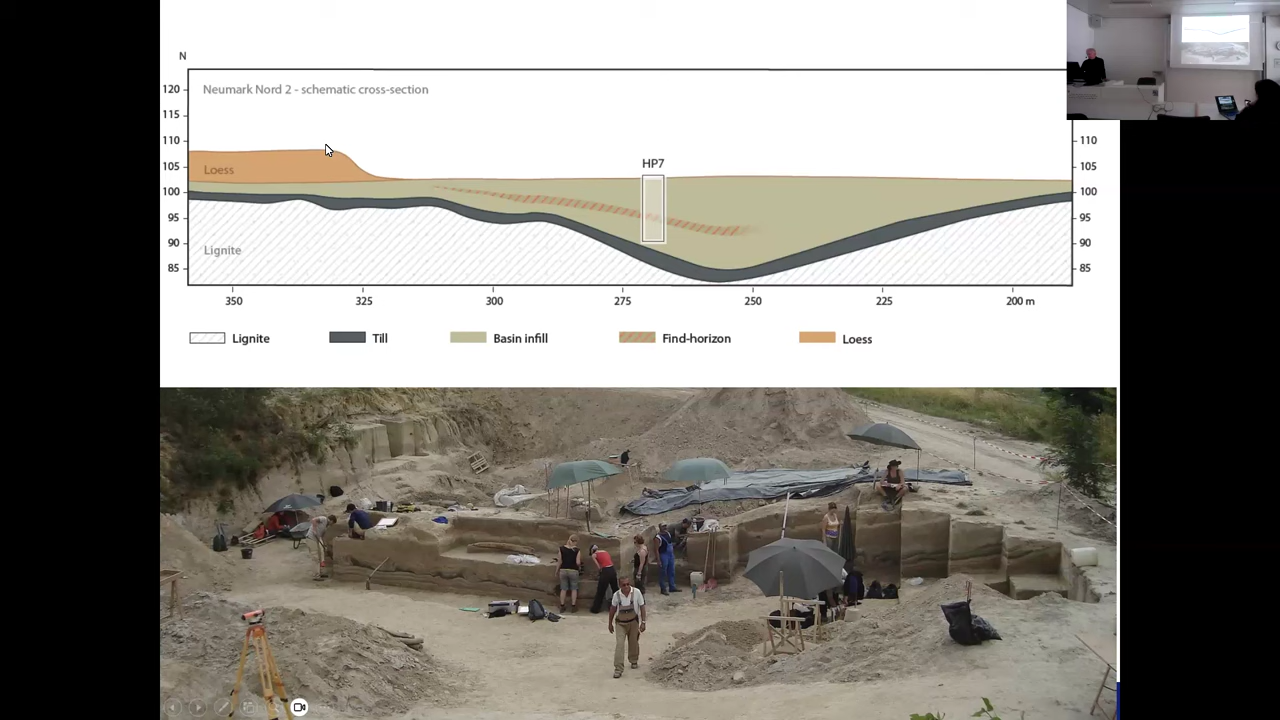 N
Neumark Nord 2 - schematic cross-section
120
115
110
105
100
95
90
85
110
105
100
95
90
85
HP7
Loess
Lignite
350
325
300
275
250
225
200 m
Lignite
Till
Basin infill
Find-horizon
Loess